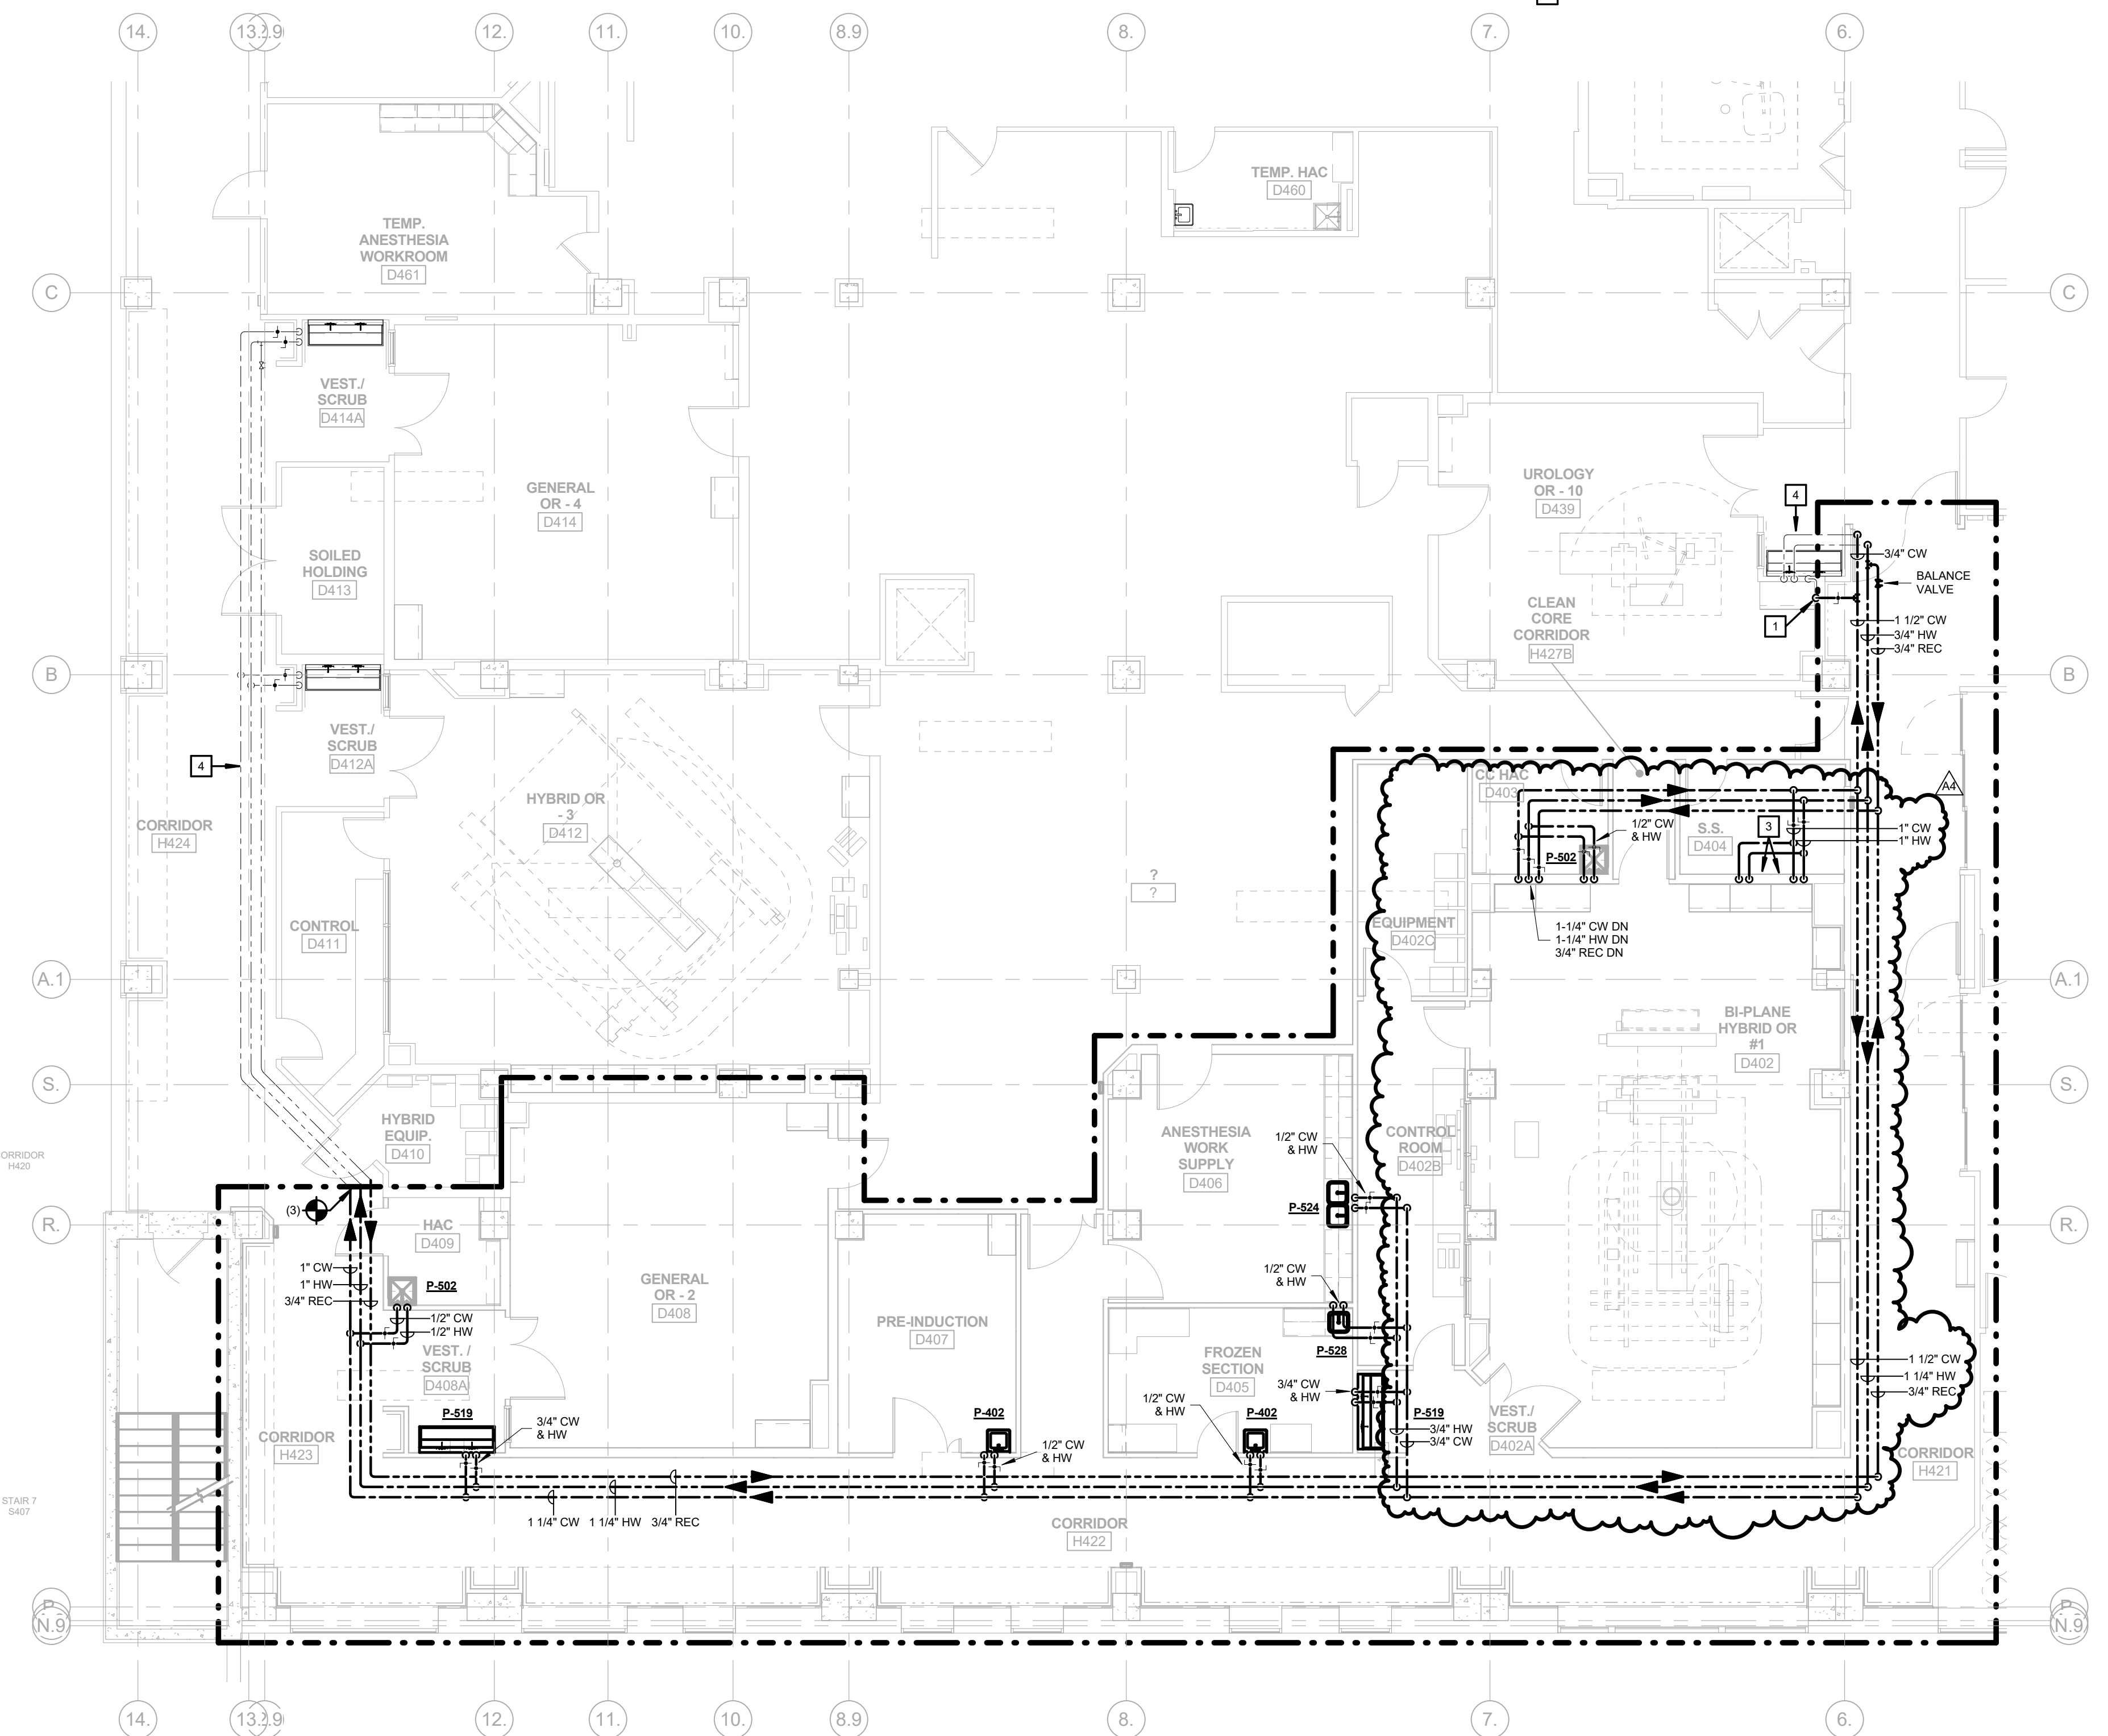 14.
12.
11.
10.
8.9
8.
7.
6.
TEMP. HAC
D460
TEMP.
ANESTHESIA
WORKROOM
D461
C
C
VEST./
SCRUB
D414A
GENERAL
OR - 4
D414
UROLOGY
OR - 10
D439
4
SOILED
HOLDING
D413
3/4" CW
BALANCE
VALVE
CLEAN
CORE
CORRIDOR
H427B
1
1 1/2" CW
3/4" HW
3/4" REC
B
B
VEST./
SCRUB
D412A
4
CC HAC
D403
A4
HYBRID OR
- 3
D412
CORRIDOR
H424
1/2" CW
& HW
S.S.
D404
3
1" CW
1" HW
P-502
?
?
CONTROL
D411
EQUIPMENT
D402C
1-1/4" CW DN
1-1/4" HW DN
3/4" REC DN
A.1
A.1
BI-PLANE
HYBRID OR
#1
D402
S.
S.
HYBRID
EQUIP.
D410
ANESTHESIA
WORK
SUPPLY
D406
1/2" CW
& HW
CONTROL
ROOM
D402B
ORRIDOR
H420
(3)
P-524
R.
R.
HAC
D409
1" CW
1" HW
3/4" REC
P-502
GENERAL
OR - 2
D408
1/2" CW
& HW
1/2" CW
1/2" HW
PRE-INDUCTION
D407
VEST. /
SCRUB
D408A
FROZEN
SECTION
D405
P-528
1 1/2" CW
1 1/4" HW
3/4" REC
3/4" CW
& HW
1/2" CW
& HW
P-519
3/4" CW
& HW
P-402
1/2" CW
& HW
P-402
P-519
3/4" HW
3/4" CW
VEST./
SCRUB
D402A
CORRIDOR
H423
CORRIDOR
H421
STAIR 7
S407
1 1/4" CW
1 1/4" HW
3/4" REC
CORRIDOR
H422
N.9
N.9
14.
12.
11.
10.
8.9
8.
7.
6.